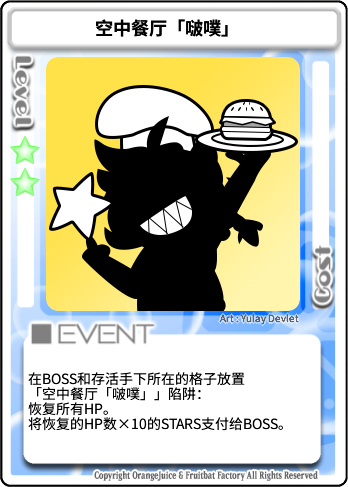 空中餐厅「啵噗」
Level
Cost
Art : Yulay Devlet
EVENT
在BOSS和存活手下所在的格子放置
「空中餐厅「啵噗」」陷阱：
恢复所有HP。
将恢复的HP数×10的STARS支付给BOSS。
Copyright OrangeJuice & Fruitbat Factory All Rights Reserved